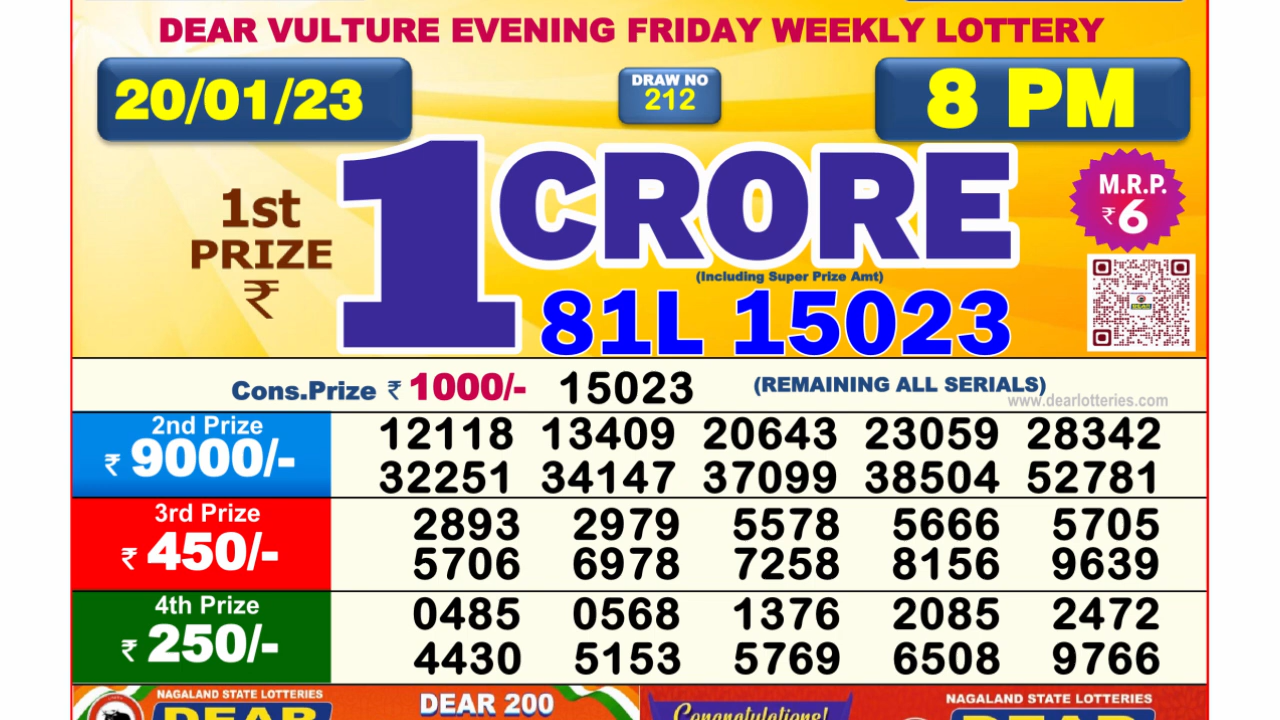 DEAR VULTURE EVENING FRIDAY WEEKLY LOTTERY
20/01/23
DRAW NO
212
8 PM
1st
PRIZE
₹
1 CRORE
(Including Super Prize Amt)
81L 15023
M.R.P.
₹ 6
Cons.Prize ₹ 1000/- 15023 (REMAINING ALL SERIALS)
www.dearlotteries.com
2nd Prize
₹ 9000/-
12118 13409 20643 23059 28342
32251 34147 37099 38504 52781
3rd Prize
₹ 450/-
2893 2979 5578 5666 5705
5706 6978 7258 8156 9639
4th Prize
₹ 250/-
0485 0568 1376 2085 2472
4430 5153 5769 6508 9766
NAGALAND STATE LOTTERIES
DEAR
DEAR 200
Congratulations!
NAGALAND STATE LOTTERIES
DEAR